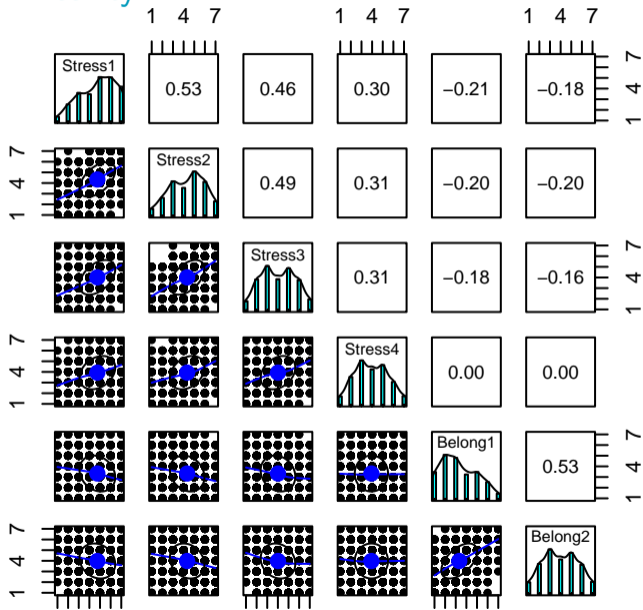 1 4 7 1 4 7 1 4 7
Stress1 0.53 0.46 0.30 −0.21 −0.18 1 4 7
1 4 7 Stress2 0.49 0.31 −0.20 −0.20
Stress3 0.31 −0.18 −0.16 1 4 7
1 4 7 Stress4 0.00 0.00
Belong1 0.53 1 4 7
1 4 7 Belong2